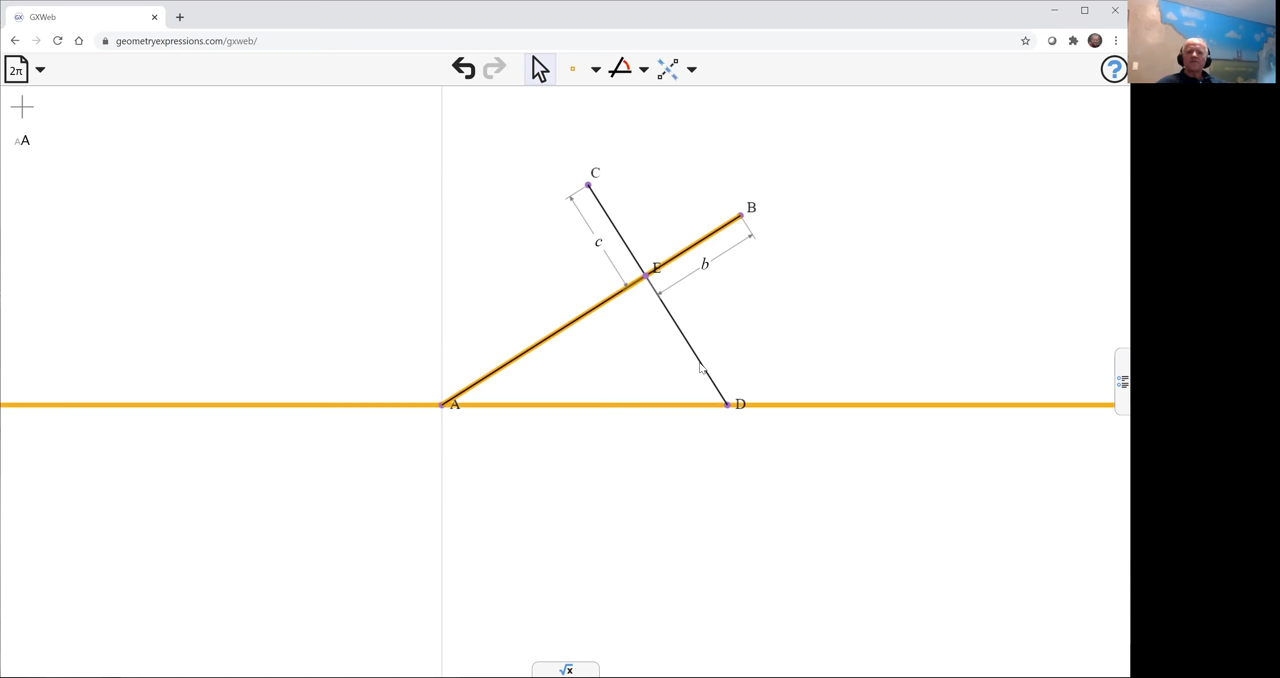 GXWeb
geometryexpressions.com/gxweb/
2π
?
AA
C
B
c
E
b
A
D
√x